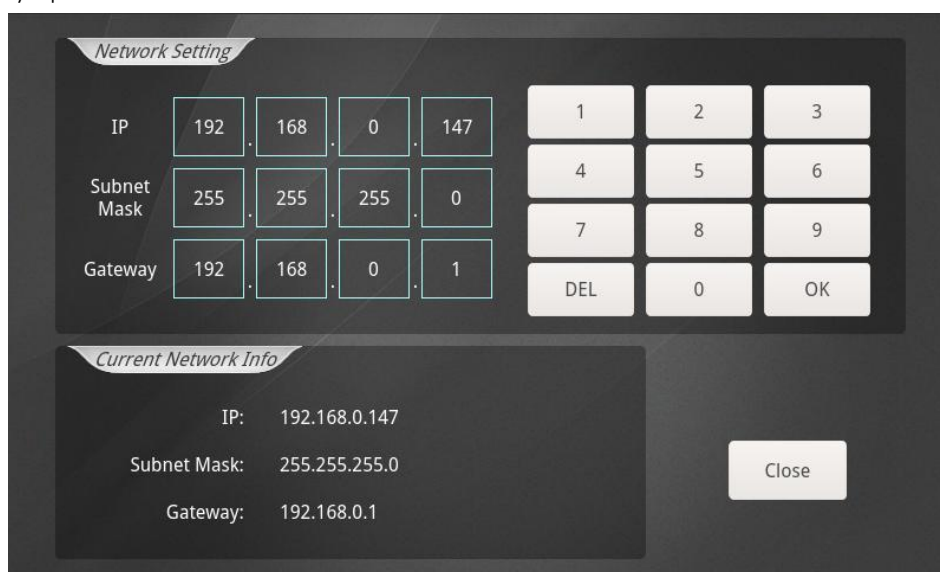 Network Setting
IP 192 . 168 . 0 . 147
Subnet Mask 255 . 255 . 255 . 0
Gateway 192 . 168 . 0 . 1
1 2 3
4 5 6
7 8 9
DEL 0 OK
Current Network Info
IP: 192.168.0.147
Subnet Mask: 255.255.255.0
Gateway: 192.168.0.1
Close